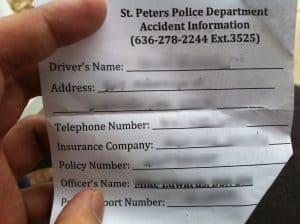 St. Peters Police Department
Accident Information
(636-278-2244 Ext.3525)
Driver's Name:
Address:
Telephone Number:
Insurance Company:
Policy Number:
Officer's Name:
Number: